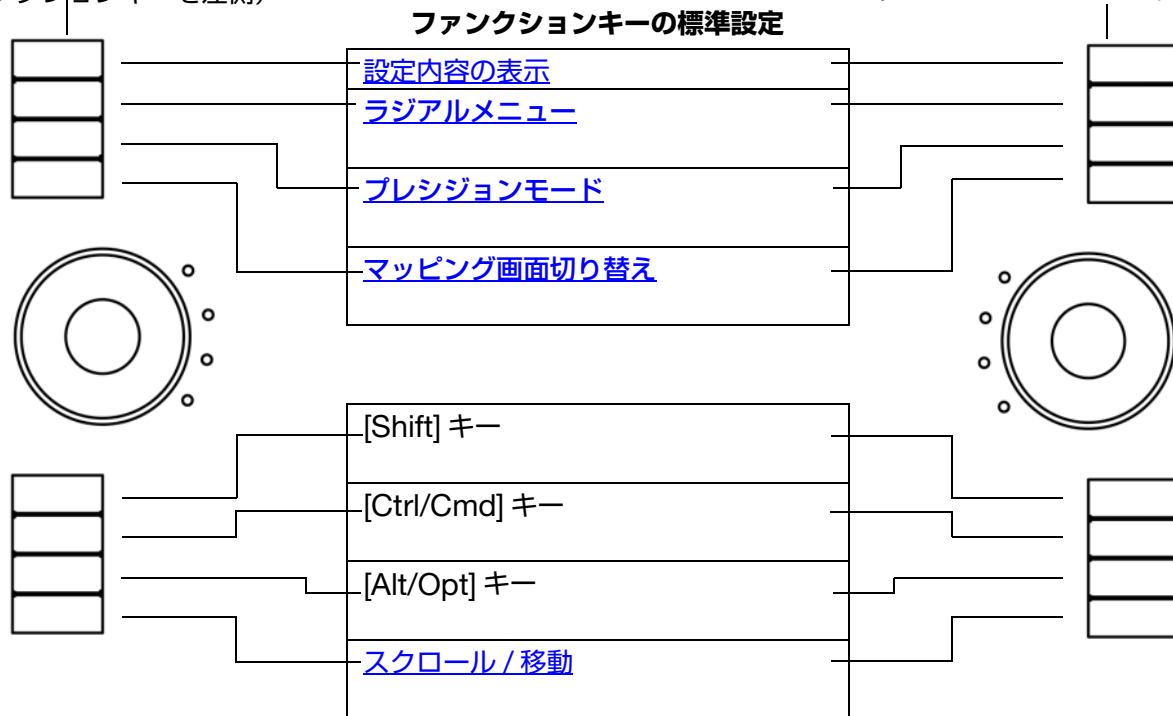 ファンクションキーの標準設定
設定内容の表示
ラジアルメニュー
プレシジョンモード
マッピング画面切り替え
[Shift] キー
[Ctrl/Cmd] キー
[Alt/Opt] キー
スクロール / 移動